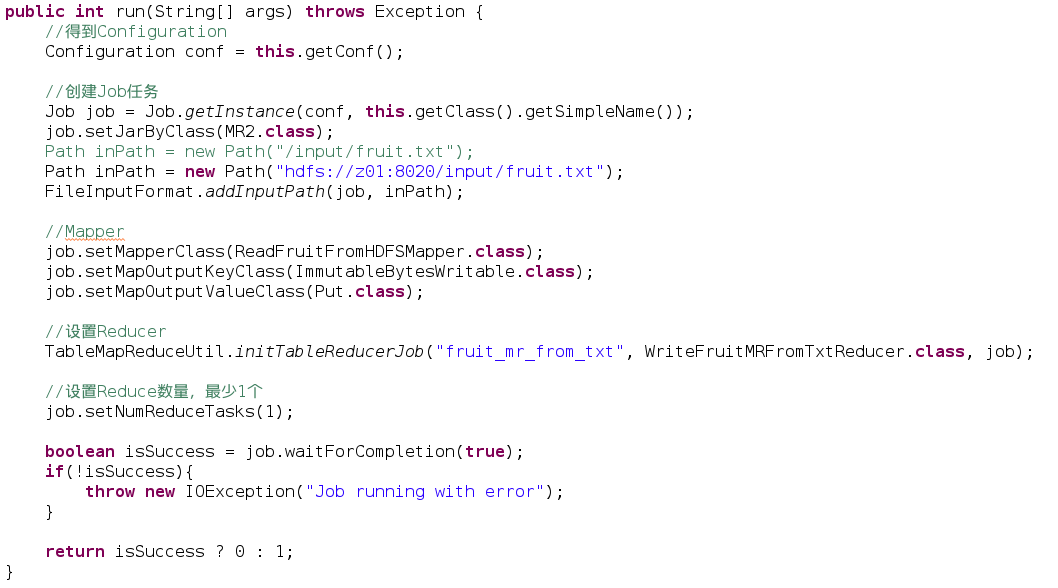 public int run(String[] args) throws Exception {
    //得到Configuration
    Configuration conf = this.getConf();

    //创建Job任务
    Job job = Job.getInstance(conf, this.getClass().getSimpleName());
    job.setJarByClass(MR2.class);
    Path inPath = new Path("/input/fruit.txt");
    Path inPath = new Path("hdfs://z01:8020/input/fruit.txt");
    FileInputFormat.addInputPath(job, inPath);

    //Mapper
    job.setMapperClass(ReadFruitFromHDFSMapper.class);
    job.setMapOutputKeyClass(ImmutableBytesWritable.class);
    job.setMapOutputValueClass(Put.class);

    //设置Reducer
    TableMapReduceUtil.initTableReducerJob("fruit_mr_from_txt", WriteFruitMRFromTxtReducer.class, job);

    //设置Reduce数量，最少1个
    job.setNumReduceTasks(1);

    boolean isSuccess = job.waitForCompletion(true);
    if(!isSuccess){
        throw new IOException("Job running with error");
    }

    return isSuccess ? 0 : 1;
}